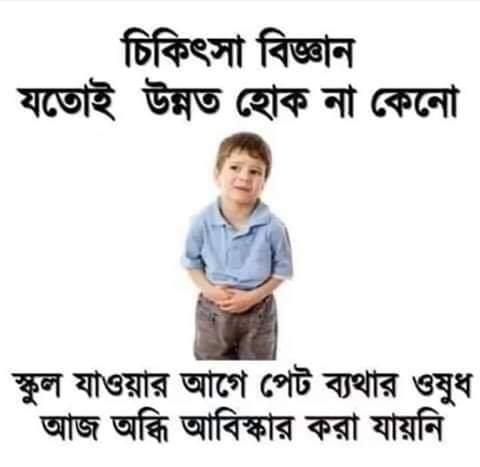 চিকিৎসা বিজ্ঞান
যতোই উন্নত হোক না কেনো
স্কুল যাওয়ার আগে পেট ব্যথার ওষুধ
আজ অব্ধি আবিস্কার করা যায়নি